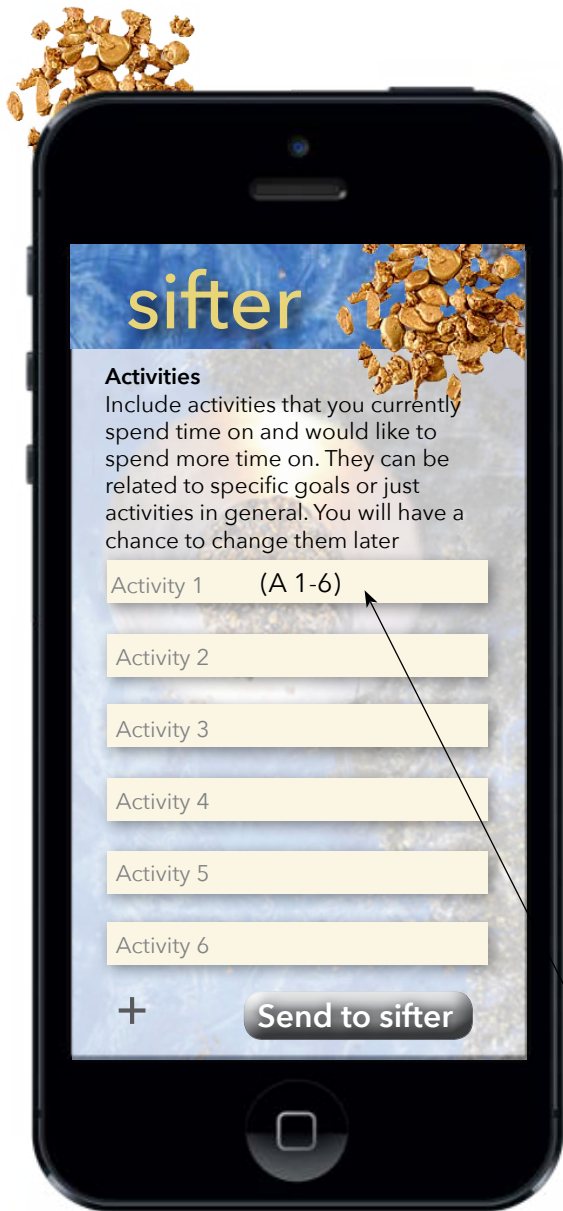 sifter
Activities
Include activities that you currently
spend time on and would like to
spend more time on. They can be
related to specific goals or just
activities in general. You will have a
chance to change them later
Activity 1 (A 1-6)
Activity 2
Activity 3
Activity 4
Activity 5
Activity 6
+ Send to sifter